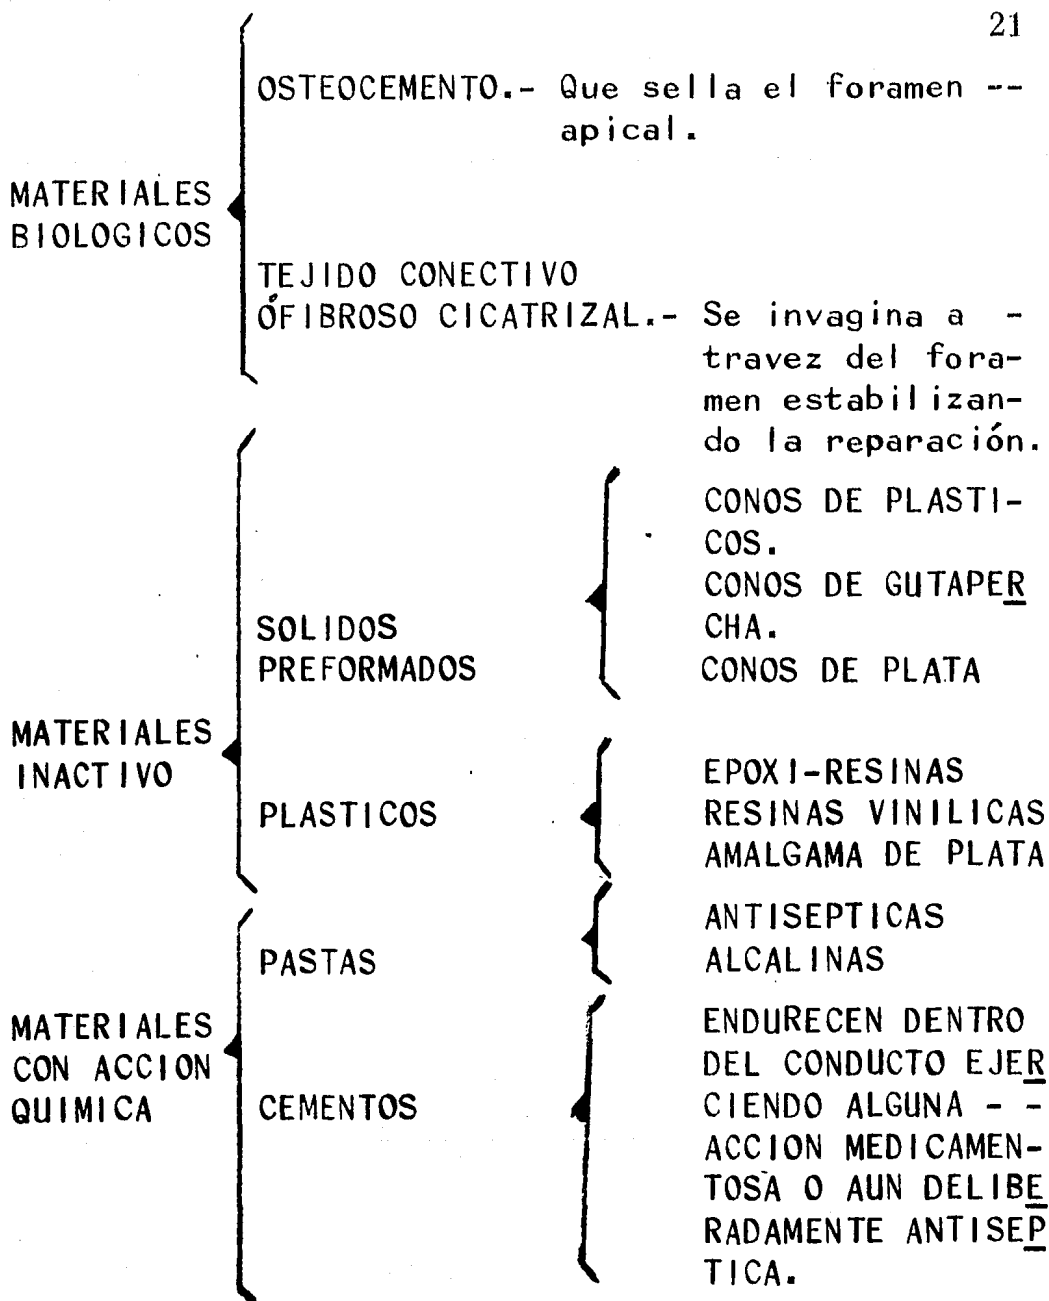 21
OSTEOCEMENTO.- Que sella el foramen --
apical.
MATERIALES
BIOLOGICOS
TEJIDO CONECTIVO
ÓFIBROSO CICATRIZAL.- Se invagina a -
travez del fora-
men estabilizan-
do la reparación.
MATERIALES
INACTIVO
SOLIDOS
PREFORMADOS
CONOS DE PLASTI-
COS.
CONOS DE GUTAPER
CHA.
CONOS DE PLATA
PLASTICOS
EPOXI-RESINAS
RESINAS VINILICAS
AMALGAMA DE PLATA
MATERIALES
CON ACCION
QUIMICA
PASTAS
ANTISEPTICAS
ALCALINAS
CEMENTOS
ENDURECEN DENTRO
DEL CONDUCTO EJER
CIENDO ALGUNA - -
ACCION MEDICAMEN-
TOSA O AUN DELIBE
RADAMENTE ANTISEP
TICA.